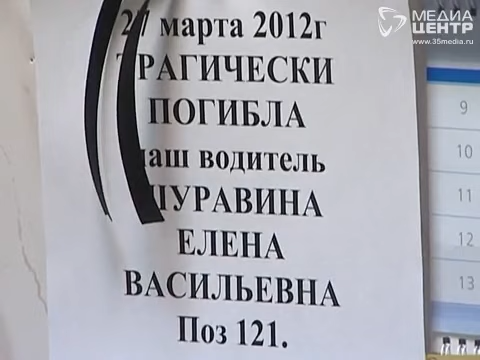 МЕДИА
ЦЕНТР
www.35media.ru
27 марта 2012г
ТРАГИЧЕСКИ
ПОГИБЛА
наш водитель
ЕЛЕНА
ВАСИЛЬЕВНА
Поз 121.
9
10
11
12
13